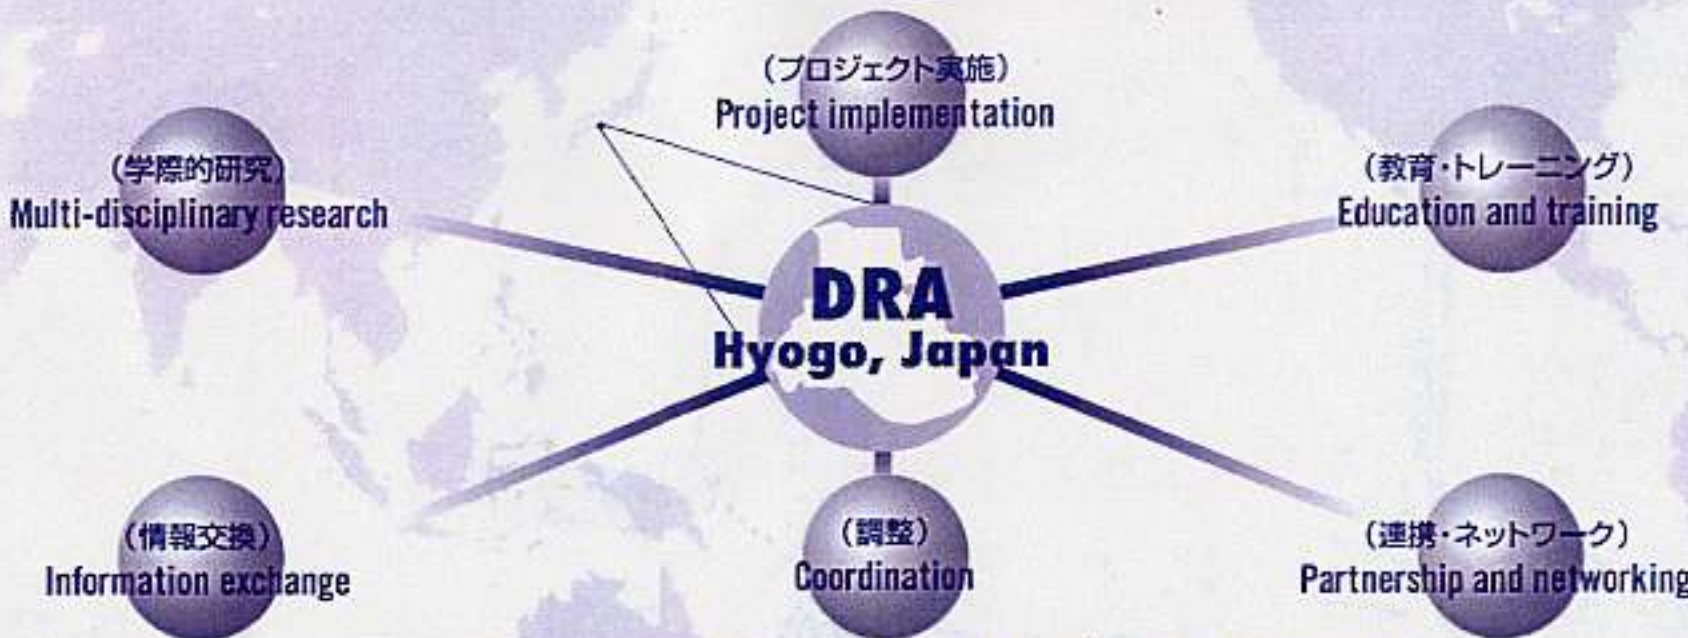 (プロジェクト実施)
Project implementation
(学際的研究)
Multi-disciplinary research
(教育・トレーニング)
Education and training
DRA
Hyogo, Japan
(情報交換)
Information exchange
(調整)
Coordination
(連携・ネットワーク)
Partnership and networking